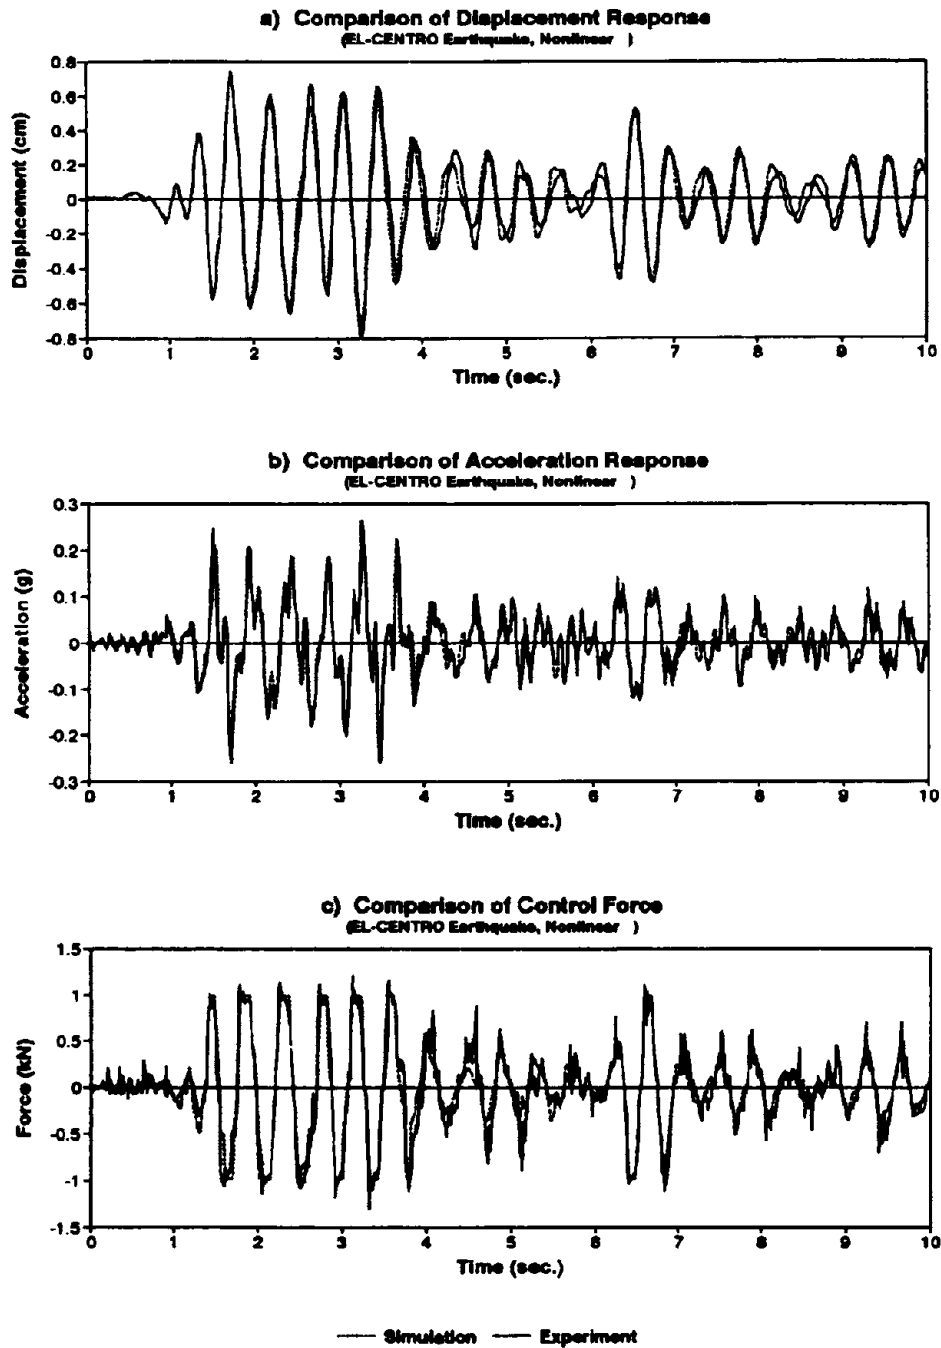 a) Comparison of Displacement Response
(EL-CENTRO Earthquake, Nonlinear )
0.8
0.6
0.4
0.2
0
-0.2
-0.4
-0.6
-0.8
Displacement (cm)
0 1 2 3 4 5 6 7 8 9 10
Time (sec.)
b) Comparison of Acceleration Response
(EL-CENTRO Earthquake, Nonlinear )
0.3
0.2
0.1
0
-0.1
-0.2
-0.3
Acceleration (g)
0 1 2 3 4 5 6 7 8 9 10
Time (sec.)
c) Comparison of Control Force
(EL-CENTRO Earthquake, Nonlinear )
1.5
1
0.5
0
-0.5
-1
-1.5
Force (kN)
0 1 2 3 4 5 6 7 8 9 10
Time (sec.)
Simulation Experiment